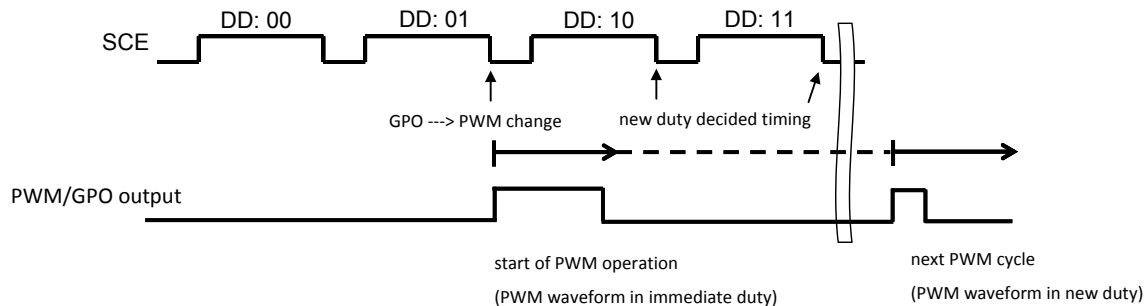 DD: 00 DD: 01 DD: 10 DD: 11
SCE
GPO ---> PWM change new duty decided timing
PWM/GPO output
start of PWM operation next PWM cycle
(PWM waveform in immediate duty) (PWM waveform in new duty)